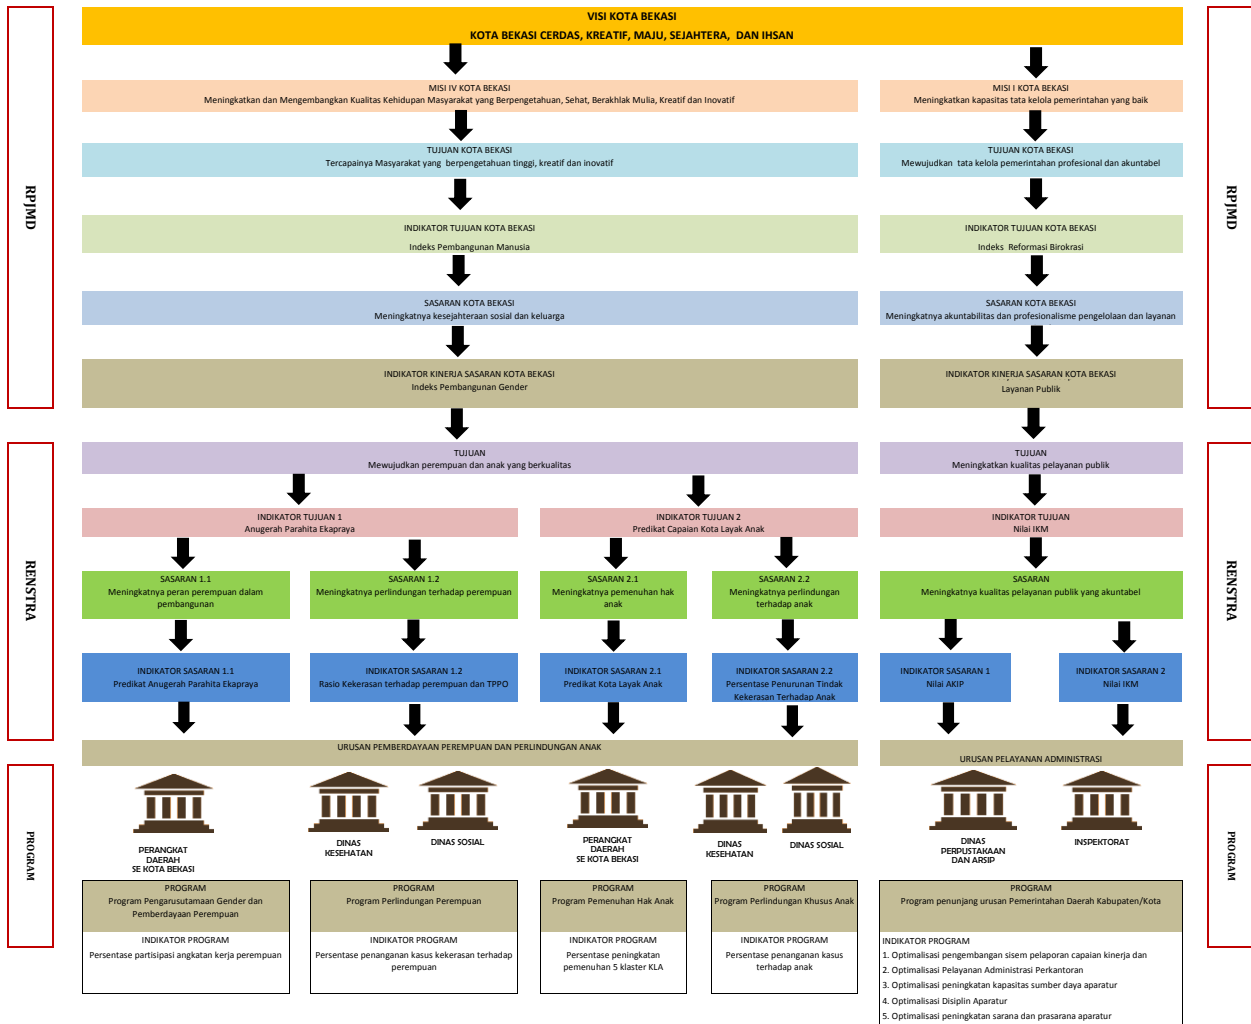 VISI KOTA BEKASI
KOTA BEKASI CERDAS, KREATIF, MAJU, SEJAHTERA, DAN IHSAN
RPJMD
RPJMD
MISI IV KOTA BEKASI
Meningkatkan dan Mengembangkan Kualitas Kehidupan Masyarakat yang Berpengetahuan, Sehat, Berakhlak Mulia, Kreatif dan Inovatif
MISI I KOTA BEKASI
Meningkatkan kapasitas tata kelola pemerintahan yang baik
TUJUAN KOTA BEKASI
Tercapainya Masyarakat yang berpengetahuan tinggi, kreatif dan inovatif
TUJUAN KOTA BEKASI
Mewujudkan tata kelola pemerintahan profesional dan akuntabel
INDIKATOR TUJUAN KOTA BEKASI
Indeks Pembangunan Manusia
INDIKATOR TUJUAN KOTA BEKASI
Indeks Reformasi Birokrasi
SASARAN KOTA BEKASI
Meningkatnya kesejahteraan sosial dan keluarga
SASARAN KOTA BEKASI
Meningkatnya akuntabilitas dan profesionalisme pengelolaan dan layanan
INDIKATOR KINERJA SASARAN KOTA BEKASI
Indeks Pembangunan Gender
INDIKATOR KINERJA SASARAN KOTA BEKASI
Layanan Publik
RENSTRA
RENSTRA
TUJUAN
Mewujudkan perempuan dan anak yang berkualitas
TUJUAN
Meningkatkan kualitas pelayanan publik
INDIKATOR TUJUAN 1
Anugerah Parahita Ekapraya
INDIKATOR TUJUAN 2
Predikat Capaian Kota Layak Anak
INDIKATOR TUJUAN
Nilai IKM
SASARAN 1.1
Meningkatnya peran perempuan dalam
pembangunan
SASARAN 1.2
Meningkatnya perlindungan terhadap perempuan
SASARAN 2.1
Meningkatnya pemenuhan hak
anak
SASARAN 2.2
Meningkatnya perlindungan
terhadap anak
SASARAN
Meningkatnya kualitas pelayanan publik yang akuntabel
INDIKATOR SASARAN 1.1
Predikat Anugerah Parahita Ekapraya
INDIKATOR SASARAN 1.2
Rasio Kekerasan terhadap perempuan dan TPPO
INDIKATOR SASARAN 2.1
Predikat Kota Layak Anak
INDIKATOR SASARAN 2.2
Persentase Penurunan Tindak
Kekerasan Terhadap Anak
INDIKATOR SASARAN 1
Nilai AKIP
INDIKATOR SASARAN 2
Nilai IKM
URUSAN PEMBERDAYAAN PEREMPUAN DAN PERLINDUNGAN ANAK
URUSAN PELAYANAN ADMINISTRASI
PROGRAM
PROGRAM
PERANGKAT
DAERAH
SE KOTA BEKASI
DINAS
KESEHATAN
DINAS SOSIAL
PERANGKAT
DAERAH
SE KOTA BEKASI
DINAS
KESEHATAN
DINAS SOSIAL
DINAS
PERPUSTAKAAN
DAN ARSIP
INSPEKTORAT
PROGRAM
Program Pengarusutamaan Gender dan
Pemberdayaan Perempuan
INDIKATOR PROGRAM
Persentase partisipasi angkatan kerja perempuan
PROGRAM
Program Perlindungan Perempuan
INDIKATOR PROGRAM
Persentase penanganan kasus kekerasan terhadap
perempuan
PROGRAM
Program Pemenuhan Hak Anak
INDIKATOR PROGRAM
Persentase peningkatan
pemenuhan 5 klaster KLA
PROGRAM
Program Perlindungan Khusus Anak
INDIKATOR PROGRAM
Persentase penanganan kasus
terhadap anak
PROGRAM
Program penunjang urusan Pemerintahan Daerah Kabupaten/Kota
INDIKATOR PROGRAM
1. Optimalisasi pengembangan sisem pelaporan capaian kinerja dan
2. Optimalisasi Pelayanan Administrasi Perkantoran
3. Optimalisasi peningkatan kapasitas sumber daya aparatur
4. Optimalisasi Disiplin Aparatur
5. Optimalisasi peningkatan sarana dan prasarana aparatur